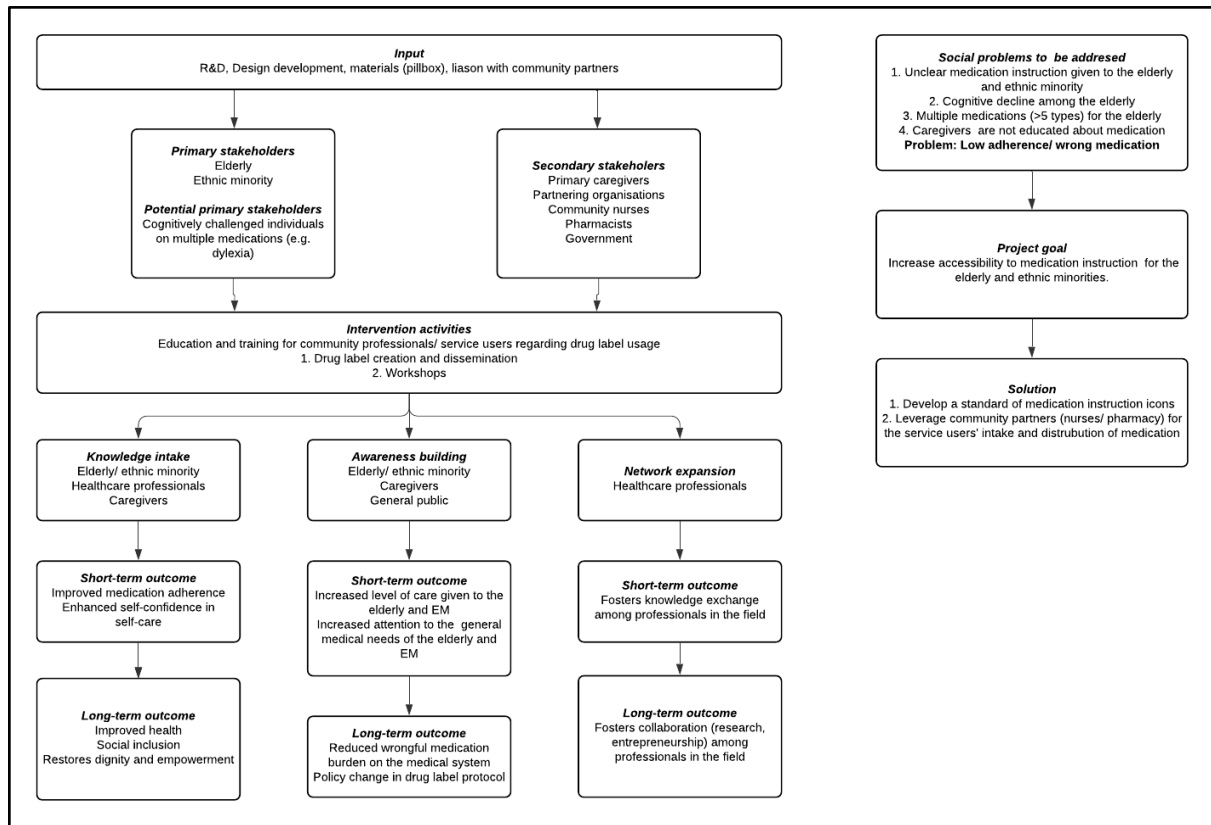 Input
R&D, Design development, materials (pillbox), liason with community partners
Primary stakeholders
Elderly
Ethnic minority
Potential primary stakeholders
Cognitively challenged individuals
on multiple medications (e.g.
dylexia)
Secondary stakeholers
Primary caregivers
Partnering organisations
Community nurses
Pharmacists
Government
Intervention activities
Education and training for community professionals/ service users regarding drug label usage
1. Drug label creation and dissemination
2. Workshops
Knowledge intake
Elderly/ ethnic minority
Healthcare professionals
Caregivers
Awareness building
Elderly/ ethnic minority
Caregivers
General public
Network expansion
Healthcare professionals
Short-term outcome
Improved medication adherence
Enhanced self-confidence in
self-care
Short-term outcome
Increased level of care given to the
elderly and EM
Increased attention to the general
medical needs of the elderly and
EM
Short-term outcome
Fosters knowledge exchange
among professionals in the field
Long-term outcome
Improved health
Social inclusion
Restores dignity and empowerment
Long-term outcome
Reduced wrongful medication
burden on the medical system
Policy change in drug label protocol
Long-term outcome
Fosters collaboration (research,
entrepreneurship) among
professionals in the field
Social problems to be addresed
1. Unclear medication instruction given to the elderly
and ethnic minority
2. Cognitive decline among the elderly
3. Multiple medications (>5 types) for the elderly
4. Caregivers are not educated about medication
Problem: Low adherence/ wrong medication
Project goal
Increase accessibility to medication instruction for the
elderly and ethnic minorities.
Solution
1. Develop a standard of medication instruction icons
2. Leverage community partners (nurses/ pharmacy) for
the service users' intake and distrubution of medication